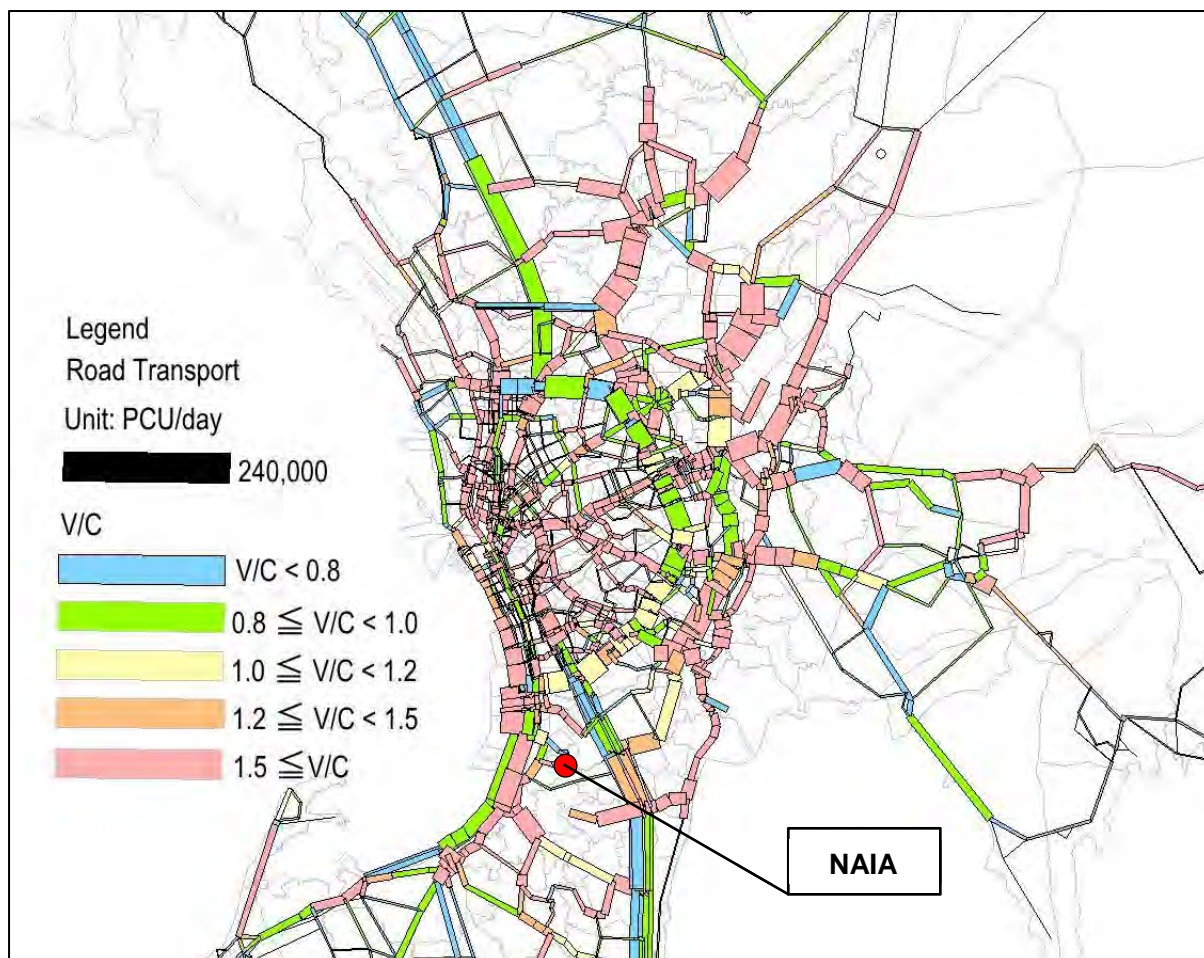 Legend
Road Transport
Unit: PCU/day
240,000
V/C
V/C < 0.8
0.8 ≦ V/C < 1.0
1.0 ≦ V/C < 1.2
1.2 ≦ V/C < 1.5
1.5 ≦ V/C
NAIA